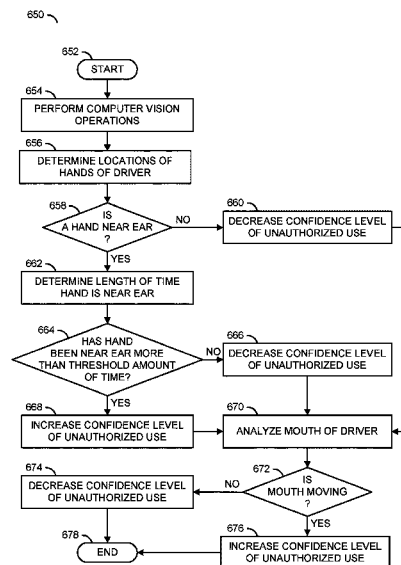 650
652
START
654
PERFORM COMPUTER VISION
OPERATIONS
656
DETERMINE LOCATIONS OF
HANDS OF DRIVER
658
IS
A HAND NEAR EAR
?
NO
660
DECREASE CONFIDENCE LEVEL
OF UNAUTHORIZED USE
YES
662
DETERMINE LENGTH OF TIME
HAND IS NEAR EAR
664
HAS HAND
BEEN NEAR EAR MORE
THAN THRESHOLD AMOUNT
OF TIME?
NO
666
DECREASE CONFIDENCE LEVEL
OF UNAUTHORIZED USE
YES
668
INCREASE CONFIDENCE LEVEL
OF UNAUTHORIZED USE
670
ANALYZE MOUTH OF DRIVER
672
IS
MOUTH MOVING
?
NO
674
DECREASE CONFIDENCE LEVEL
OF UNAUTHORIZED USE
YES
676
INCREASE CONFIDENCE LEVEL
OF UNAUTHORIZED USE
678
END